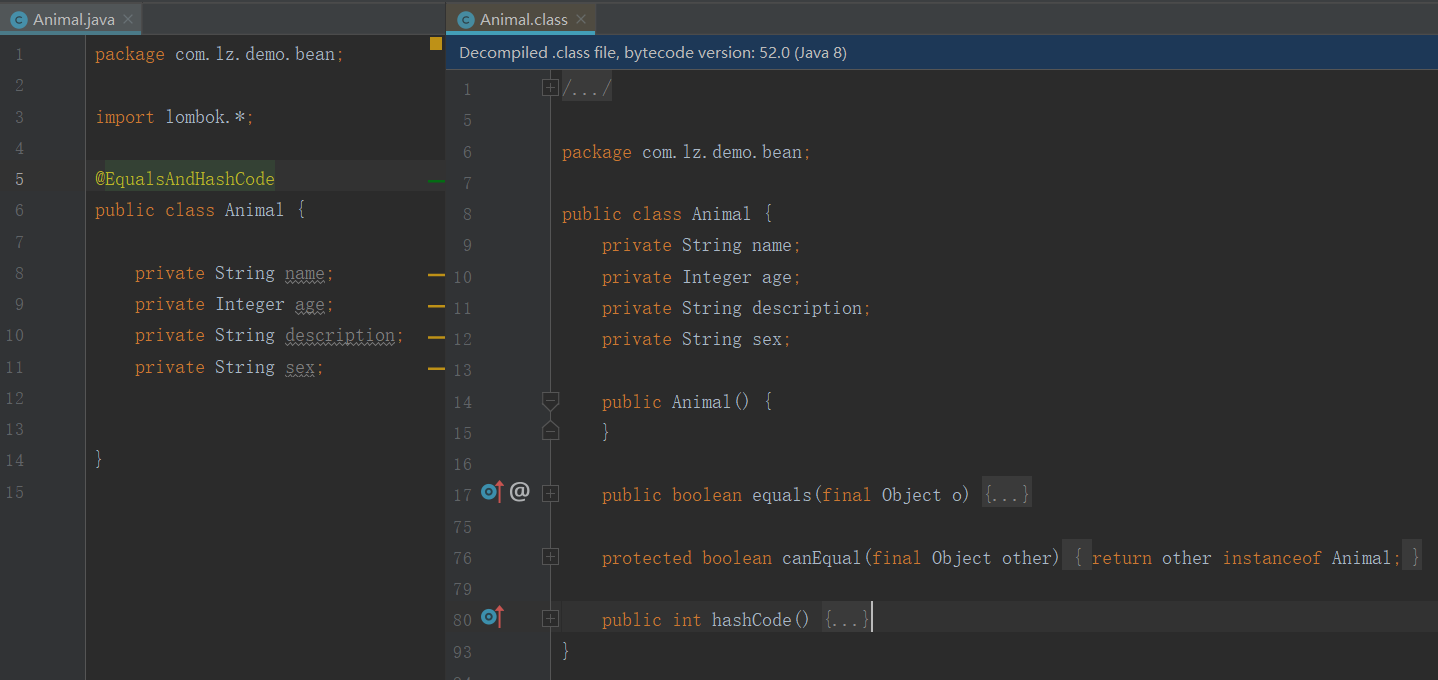 Animal.java
1 package com.lz.demo.bean;
2
3 import lombok.*;
4
5 @EqualsAndHashCode
6 public class Animal {
7
8 private String name;
9 private Integer age;
10 private String description;
11 private String sex;
12
13
14 }
15
Animal.class
Decompiled .class file, bytecode version: 52.0 (Java 8)
1 /.../
5
6 package com.lz.demo.bean;
7
8 public class Animal {
9 private String name;
10 private Integer age;
11 private String description;
12 private String sex;
13
14 public Animal() {
15 }
16
17 @ public boolean equals(final Object o) {...}
75
76 protected boolean canEqual(final Object other) { return other instanceof Animal; }
79
80 public int hashCode() {...}
93 }